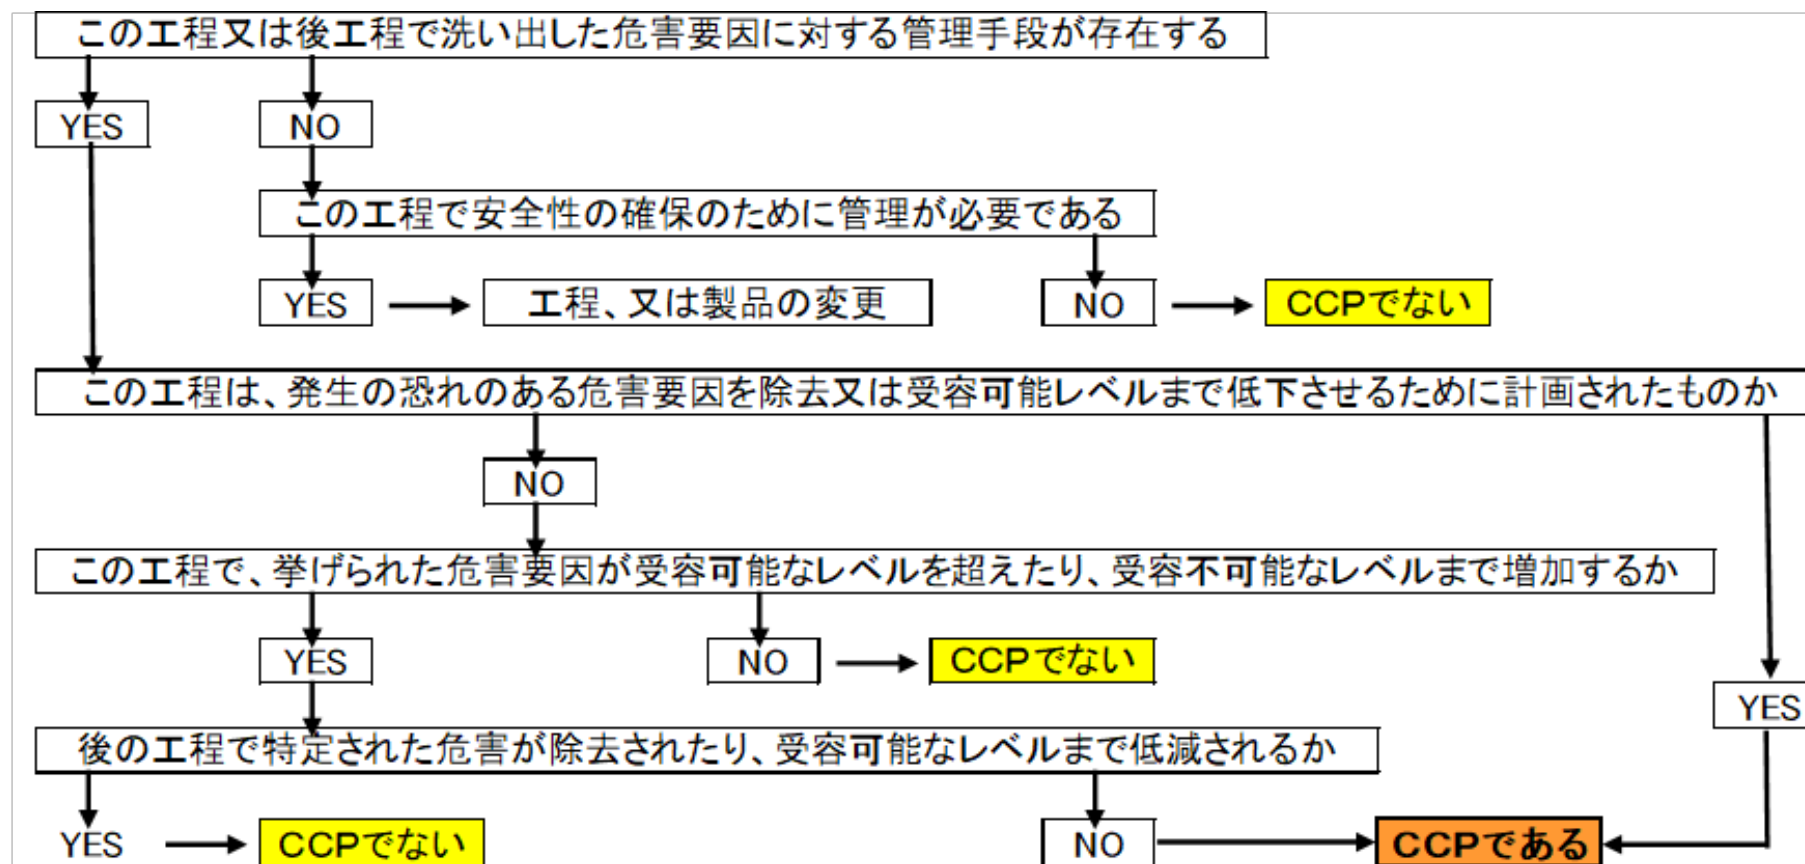 この工程又は後工程で洗い出した危害要因に対する管理手段が存在する
YES NO
この工程で安全性の確保のために管理が必要である
YES 工程、又は製品の変更 NO CCPでない
この工程は、発生の恐れのある危害要因を除去又は受容可能レベルまで低下させるために計画されたものか
NO
この工程で、挙げられた危害要因が受容可能なレベルを超えたり、受容不可能なレベルまで増加するか
YES NO CCPでない
YES
後の工程で特定された危害が除去されたり、受容可能なレベルまで低減されるか
YES CCPでない NO CCPである